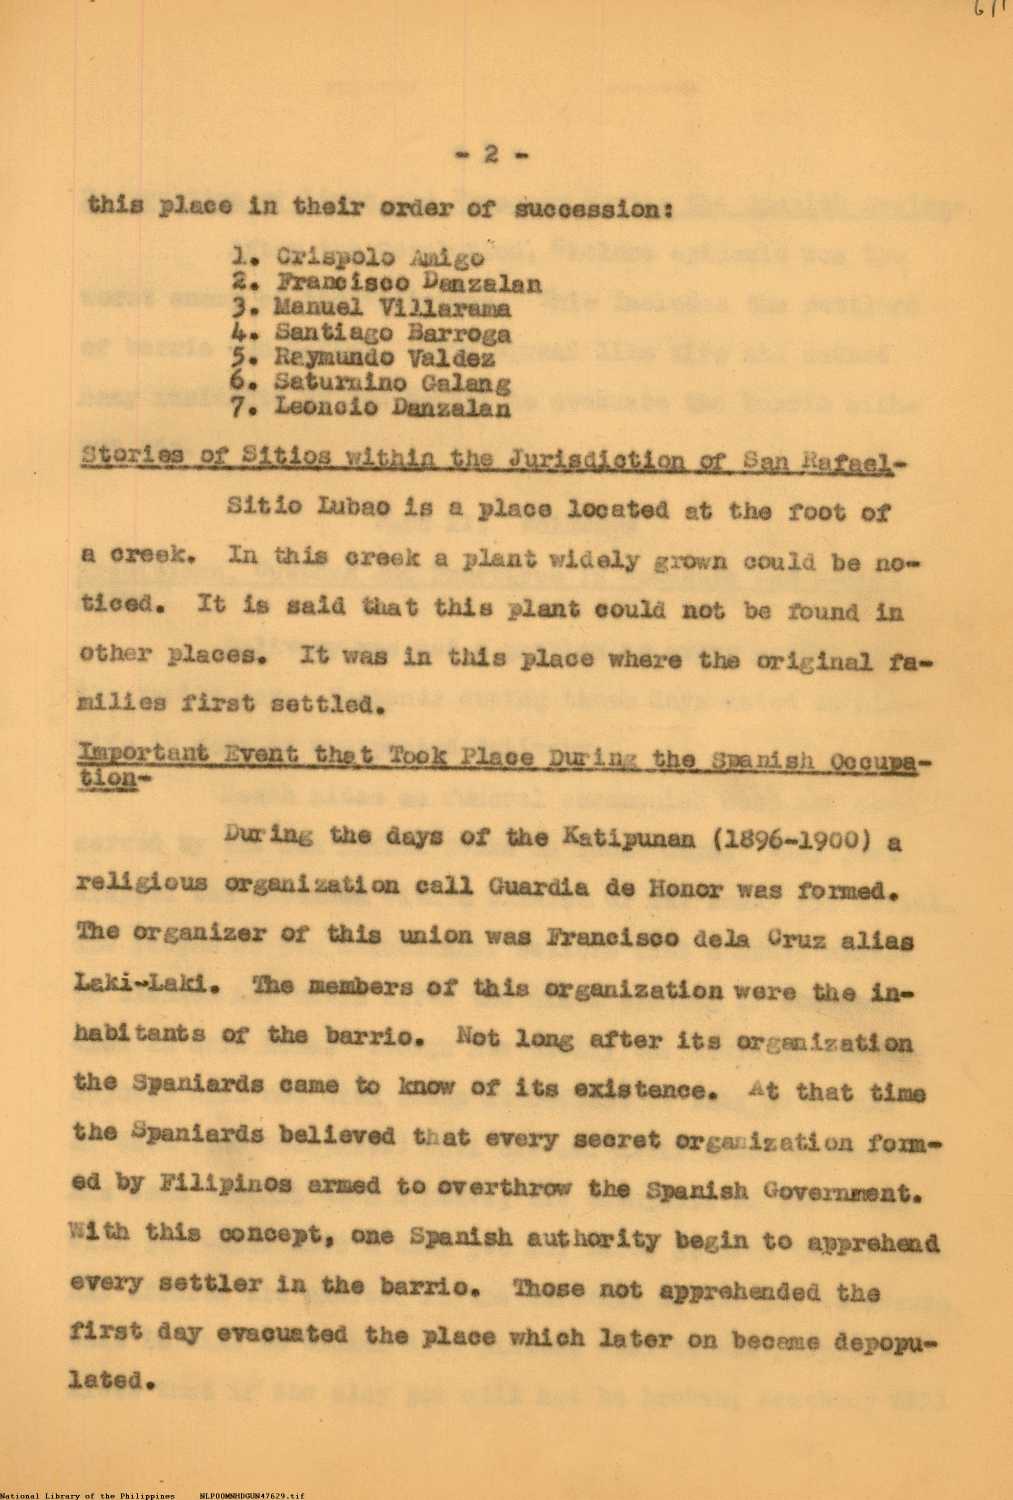 - 2 -
this place in their order of succession:
1. Crispolo Amigo
2. Francisco Danzalan
3. Manuel Villarama
4. Santiago Barroga
5. Raymundo Valdez
6. Saturnino Galang
7. Leoncio Danzalan
Stories of Sitios within the Jurisdiction of San Rafael-
Sitio Lubao is a place located at the foot of
a creek. In this creek a plant widely grown could be no-
ticed. It is said that this plant could not be found in
other places. It was in this place where the original fa-
milies first settled.
Important Event that Took Place During the Spanish Occupa-
tion-
During the days of the Katipunan (1896-1900) a
religious organization call Guardia de Honor was formed.
The organizer of this union was Francisco dela Cruz alias
Laki-Laki. The members of this organization were the in-
habitants of the barrio. Not long after its organization
the Spaniards came to know of its existence. At that time
the Spaniards believed that every secret organization form-
ed by Filipinos armed to overthrow the Spanish Government.
With this concept, one Spanish authority begin to apprehend
every settler in the barrio. Those not apprehended the
first day evacuated the place which later on became depopu-
lated.
National Library of the Philippines NLPOOMNHDGUN47629.tif